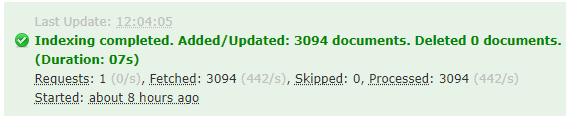 Last Update: 12:04:05
Indexing completed. Added/Updated: 3094 documents. Deleted 0 documents.
(Duration: 07s)
Requests: 1 (0/s), Fetched: 3094 (442/s), Skipped: 0, Processed: 3094 (442/s)
Started: about 8 hours ago